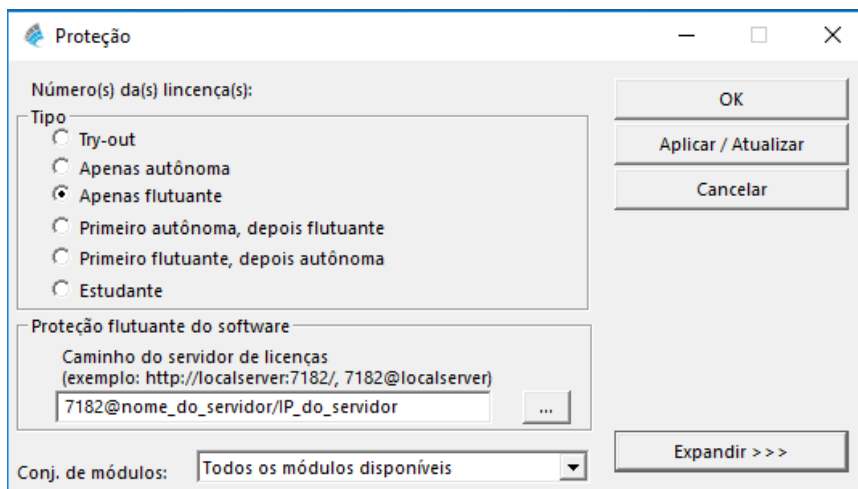 Proteção
Número(s) da(s) lincença(s):
OK
Tipo
Try-out
Aplicar / Atualizar
Apenas autônoma
Apenas flutuante
Cancelar
Primeiro autônoma, depois flutuante
Primeiro flutuante, depois autônoma
Estudante
Proteção flutuante do software
Caminho do servidor de licenças
(exemplo: http://localserver:7182/, 7182@localserver)
7182@nome_do_servidor/IP_do_servidor
...
Expandir >>>
Conj. de módulos:
Todos os módulos disponíveis